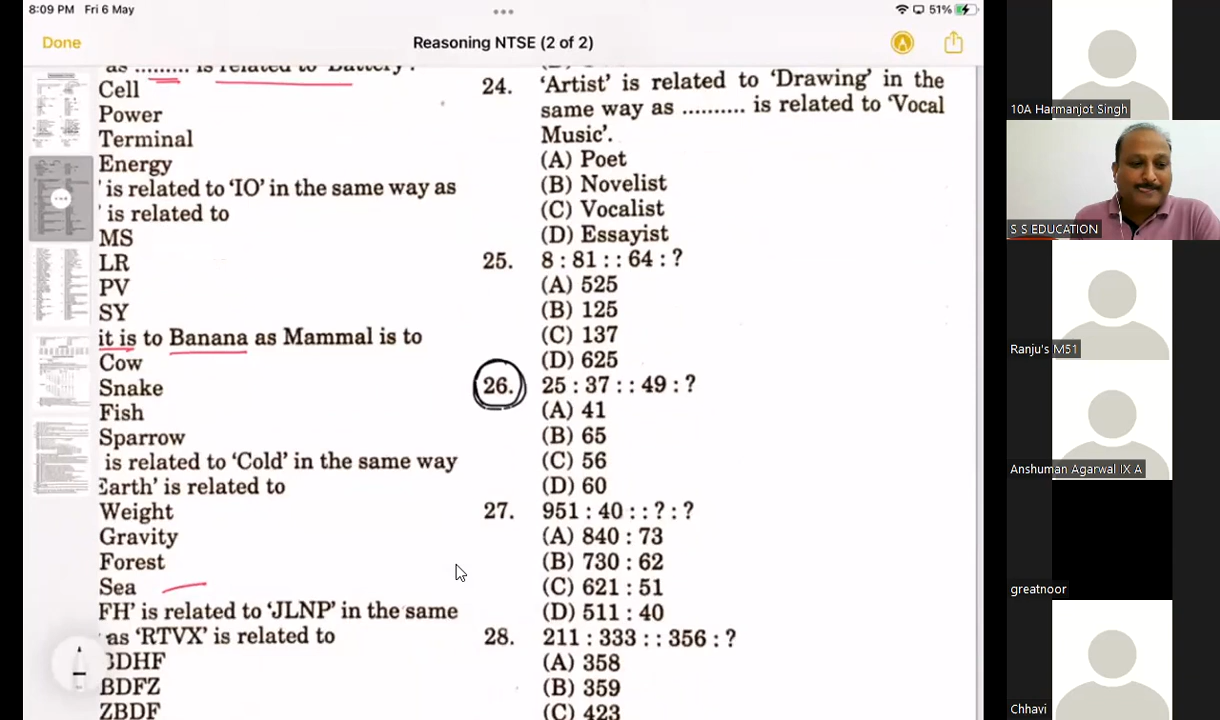 8:09 PM Fri 6 May
51%
Done
Reasoning NTSE (2 of 2)
as .......... is related to 'Battery'.
Cell
Power
Terminal
Energy
' is related to 'IO' in the same way as
' is related to
MS
LR
PV
SY
it is to Banana as Mammal is to
Cow
Snake
Fish
Sparrow
is related to 'Cold' in the same way
Earth' is related to
Weight
Gravity
Forest
Sea
FH' is related to 'JLNP' in the same
as 'RTVX' is related to
BDHF
BDFZ
ZBDF
24. 'Artist' is related to 'Drawing' in the
same way as .......... is related to 'Vocal
Music'.
(A) Poet
(B) Novelist
(C) Vocalist
(D) Essayist
25. 8 : 81 : : 64 : ?
(A) 525
(B) 125
(C) 137
(D) 625
26. 25 : 37 : : 49 : ?
(A) 41
(B) 65
(C) 56
(D) 60
27. 951 : 40 : : ? : ?
(A) 840 : 73
(B) 730 : 62
(C) 621 : 51
(D) 511 : 40
28. 211 : 333 : : 356 : ?
(A) 358
(B) 359
(C) 423
10A Harmanjot Singh
S S EDUCATION
Ranju's M51
Anshuman Agarwal IX A
greatnoor
Chhavi